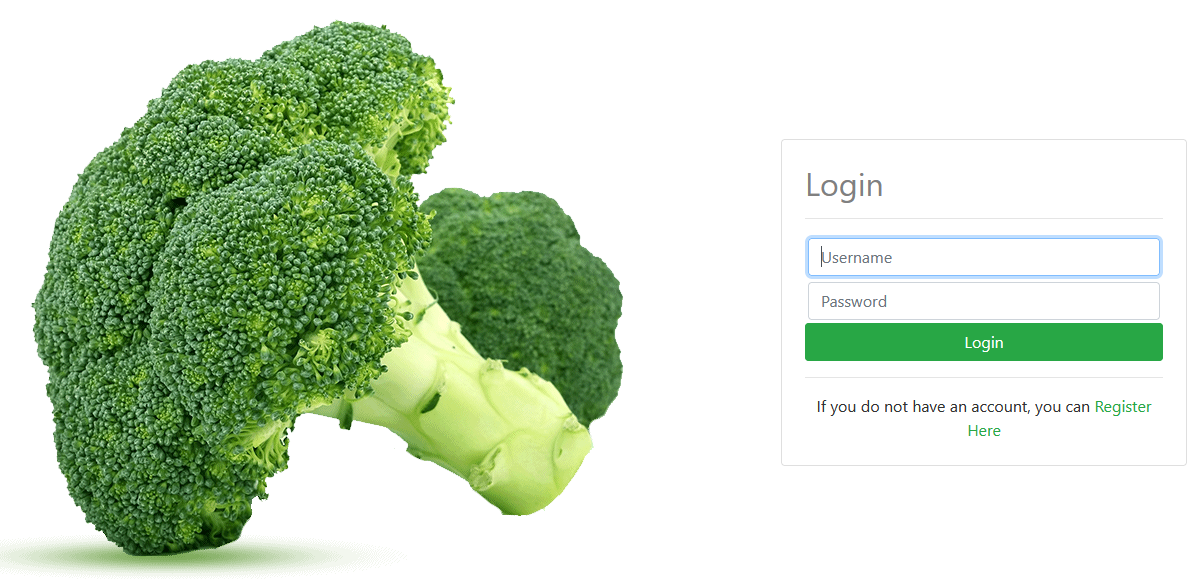 Login
Username
Password
Login
If you do not have an account, you can Register
Here